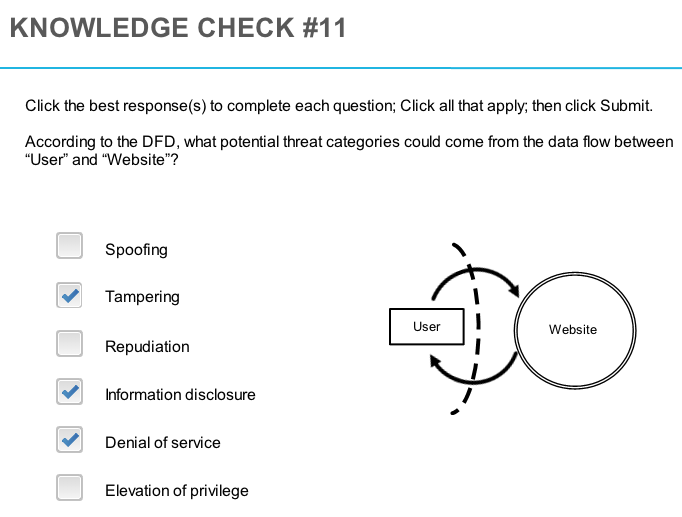 KNOWLEDGE CHECK #11
Click the best response(s) to complete each question; Click all that apply; then click Submit.
According to the DFD, what potential threat categories could come from the data flow between
“User” and “Website”?
Spoofing
Tampering
Repudiation
Information disclosure
Denial of service
Elevation of privilege
User
Website